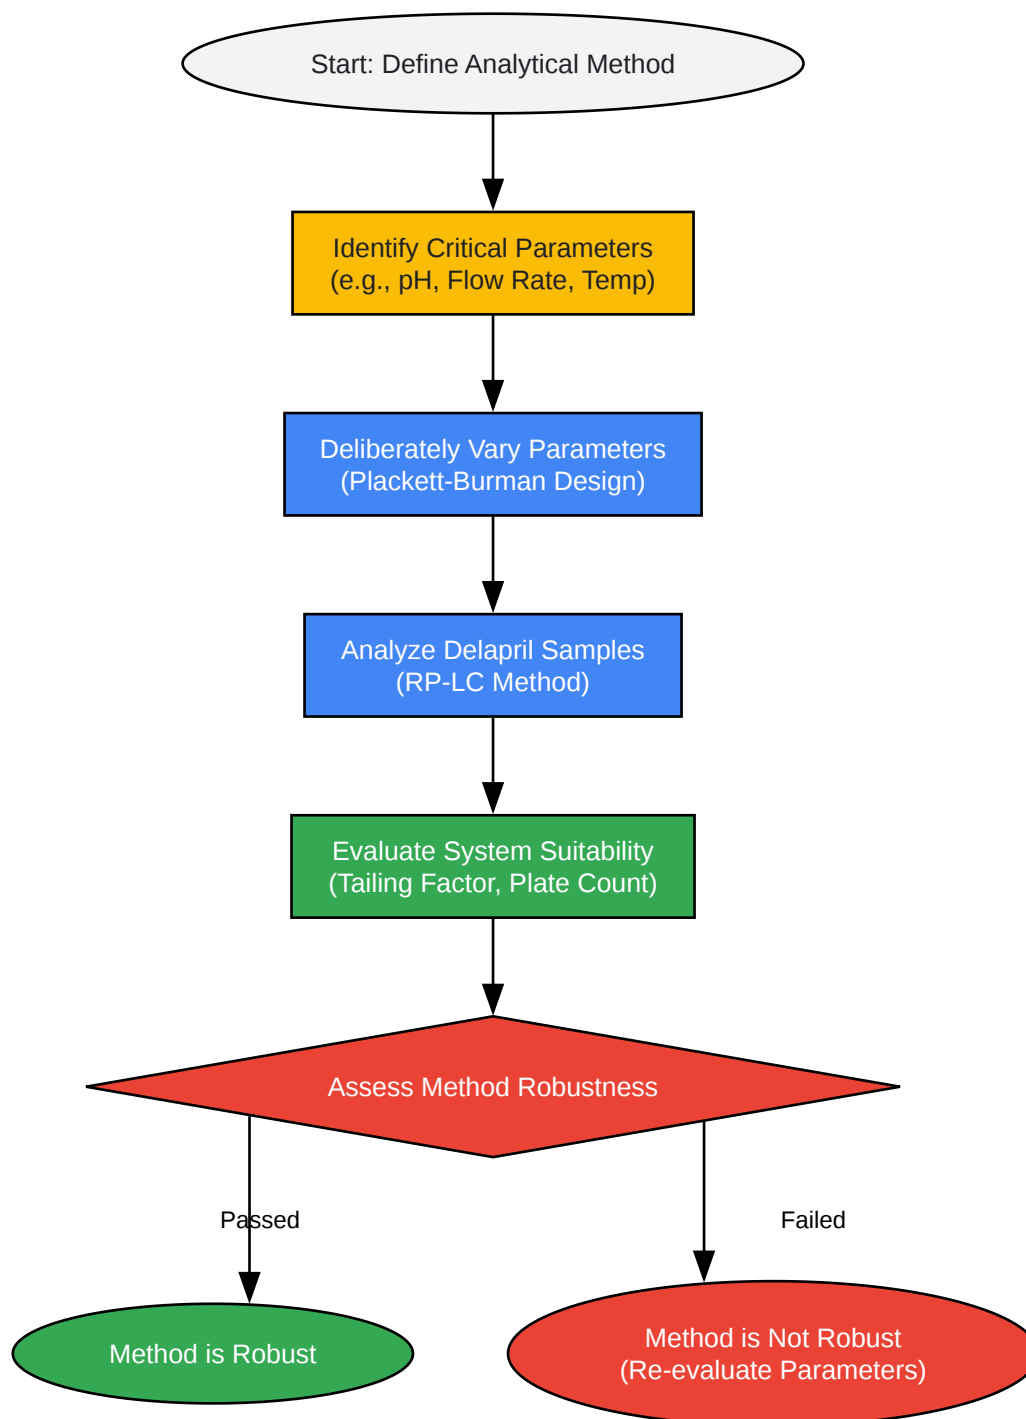 Start: Define Analytical Method
Identify Critical Parameters
(e.g., pH, Flow Rate, Temp)
Deliberately Vary Parameters
(Plackett-Burman Design)
Analyze Delapril Samples
(RP-LC Method)
Evaluate System Suitability
(Tailing Factor, Plate Count)
Assess Method Robustness
Passed
Failed
Method is Robust
Method is Not Robust
(Re-evaluate Parameters)